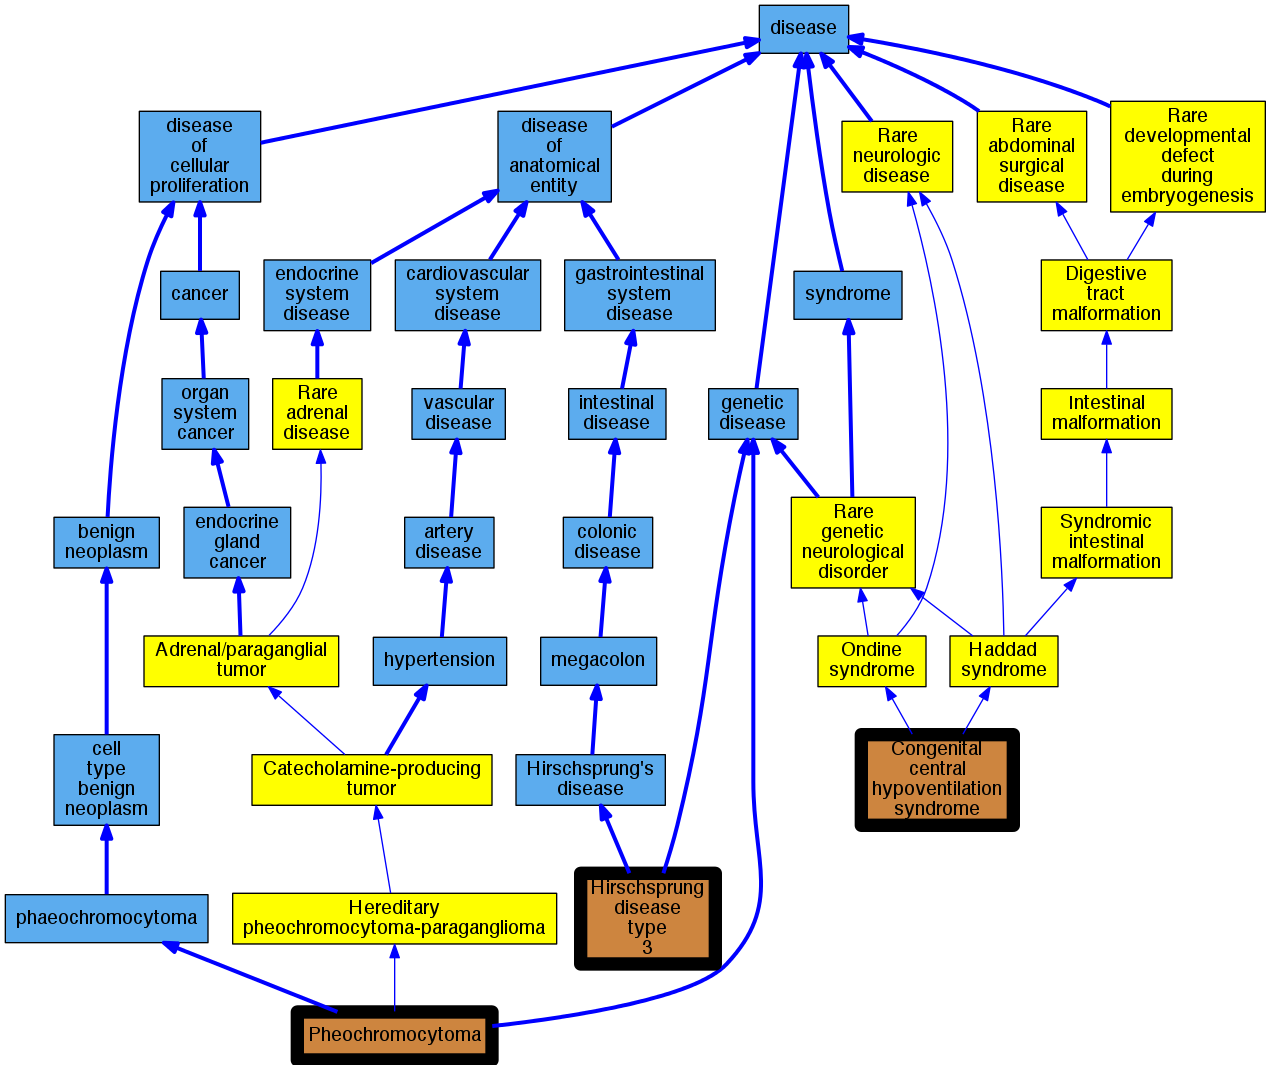 disease
disease
of
cellular
proliferation
disease
of
anatomical
entity
Rare
neurologic
disease
Rare
abdominal
surgical
disease
Rare
developmental
defect
during
embryogenesis
cancer
endocrine
system
disease
cardiovascular
system
disease
gastrointestinal
system
disease
syndrome
Digestive
tract
malformation
organ
system
cancer
Rare
adrenal
disease
vascular
disease
intestinal
disease
genetic
disease
Intestinal
malformation
benign
neoplasm
endocrine
gland
cancer
artery
disease
colonic
disease
Rare
genetic
neurological
disorder
Syndromic
intestinal
malformation
Adrenal/paraganglial
tumor
hypertension
megacolon
Ondine
syndrome
Haddad
syndrome
cell
type
benign
neoplasm
Catecholamine-producing
tumor
Hirschsprung's
disease
Congenital
central
hypoventilation
syndrome
phaeochromocytoma
Hereditary
pheochromocytoma-paraganglioma
Hirschsprung
disease
type
3
Pheochromocytoma